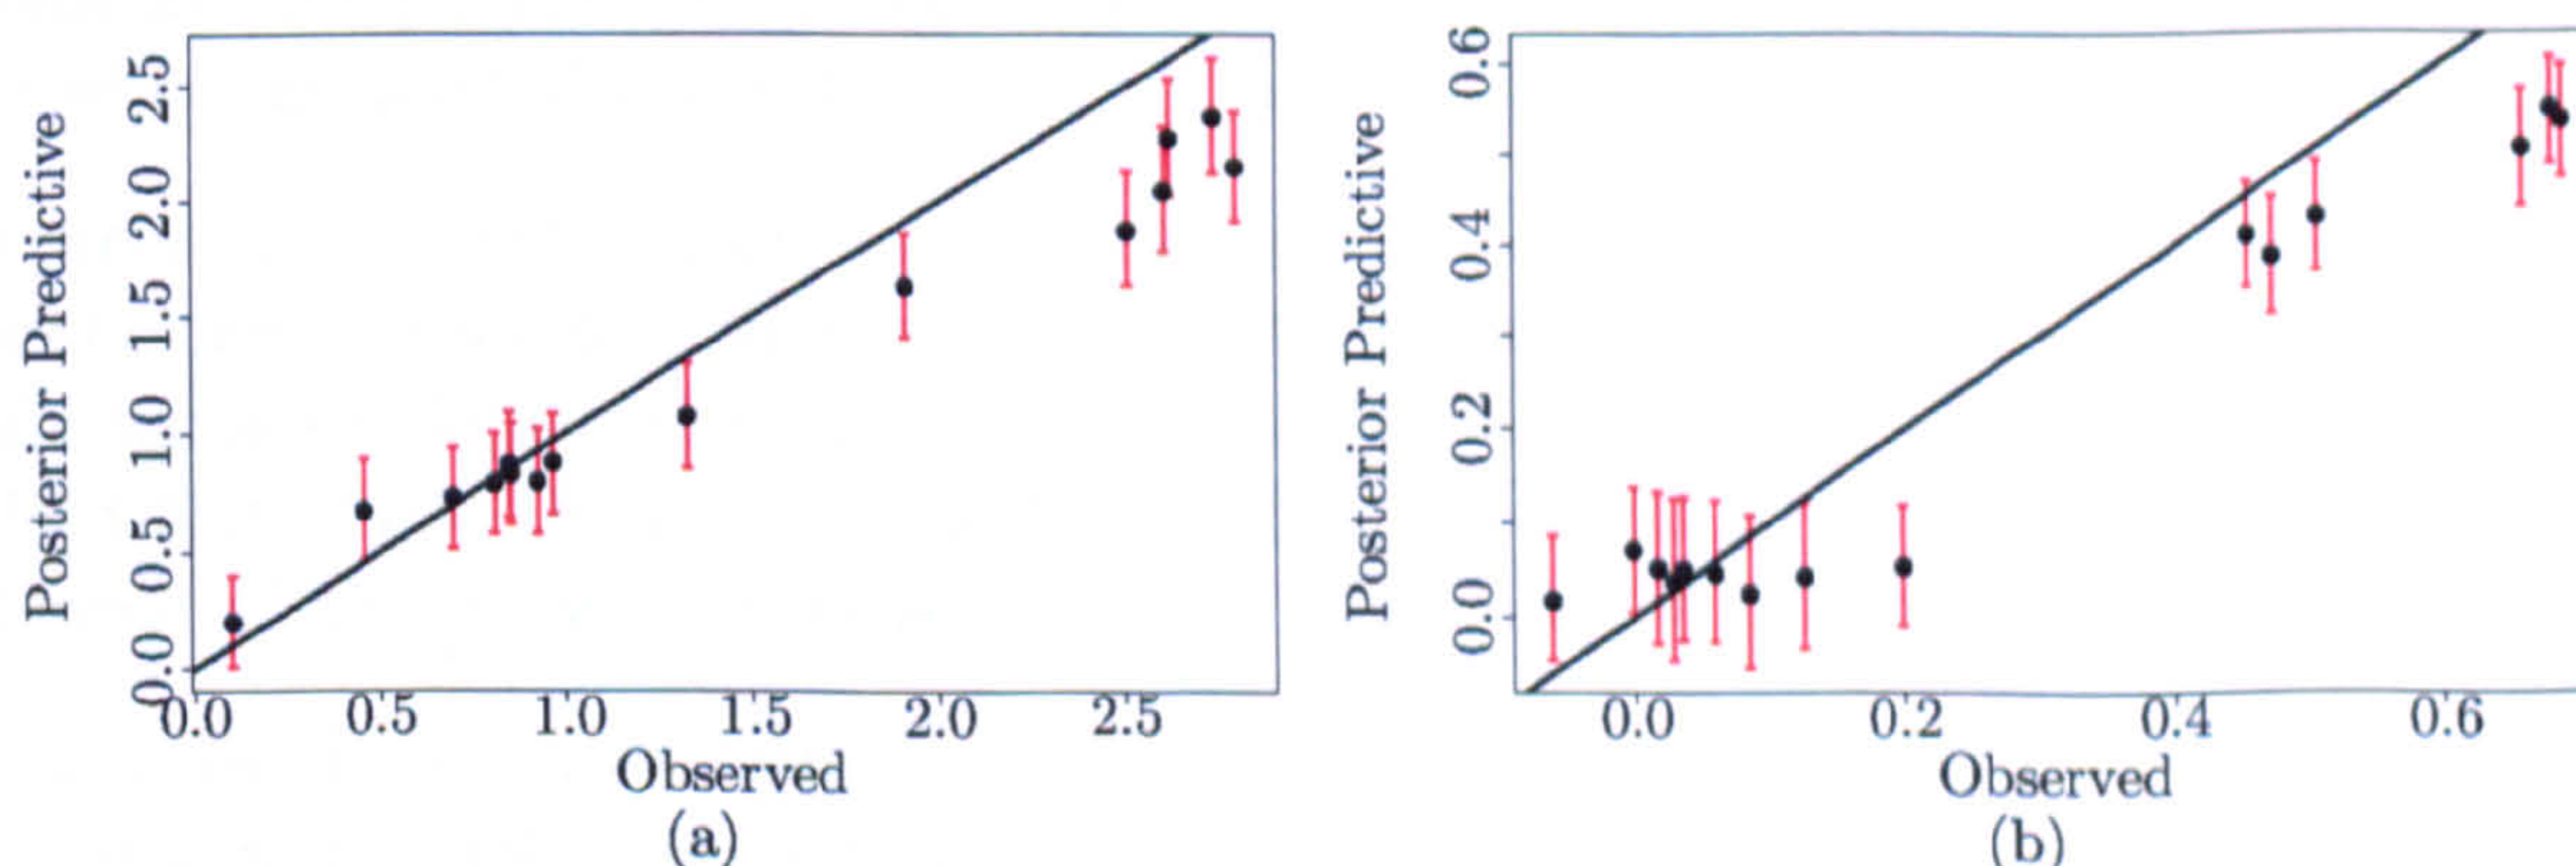 Posterior Predictive
2.5
2.0
1.5
1.0
0.5
0.0
0.0 0.5 1.0 1.5 2.0 2.5
Observed
(a)
Posterior Predictive
0.6
0.4
0.2
0.0
0.0 0.2 0.4 0.6
Observed
(b)